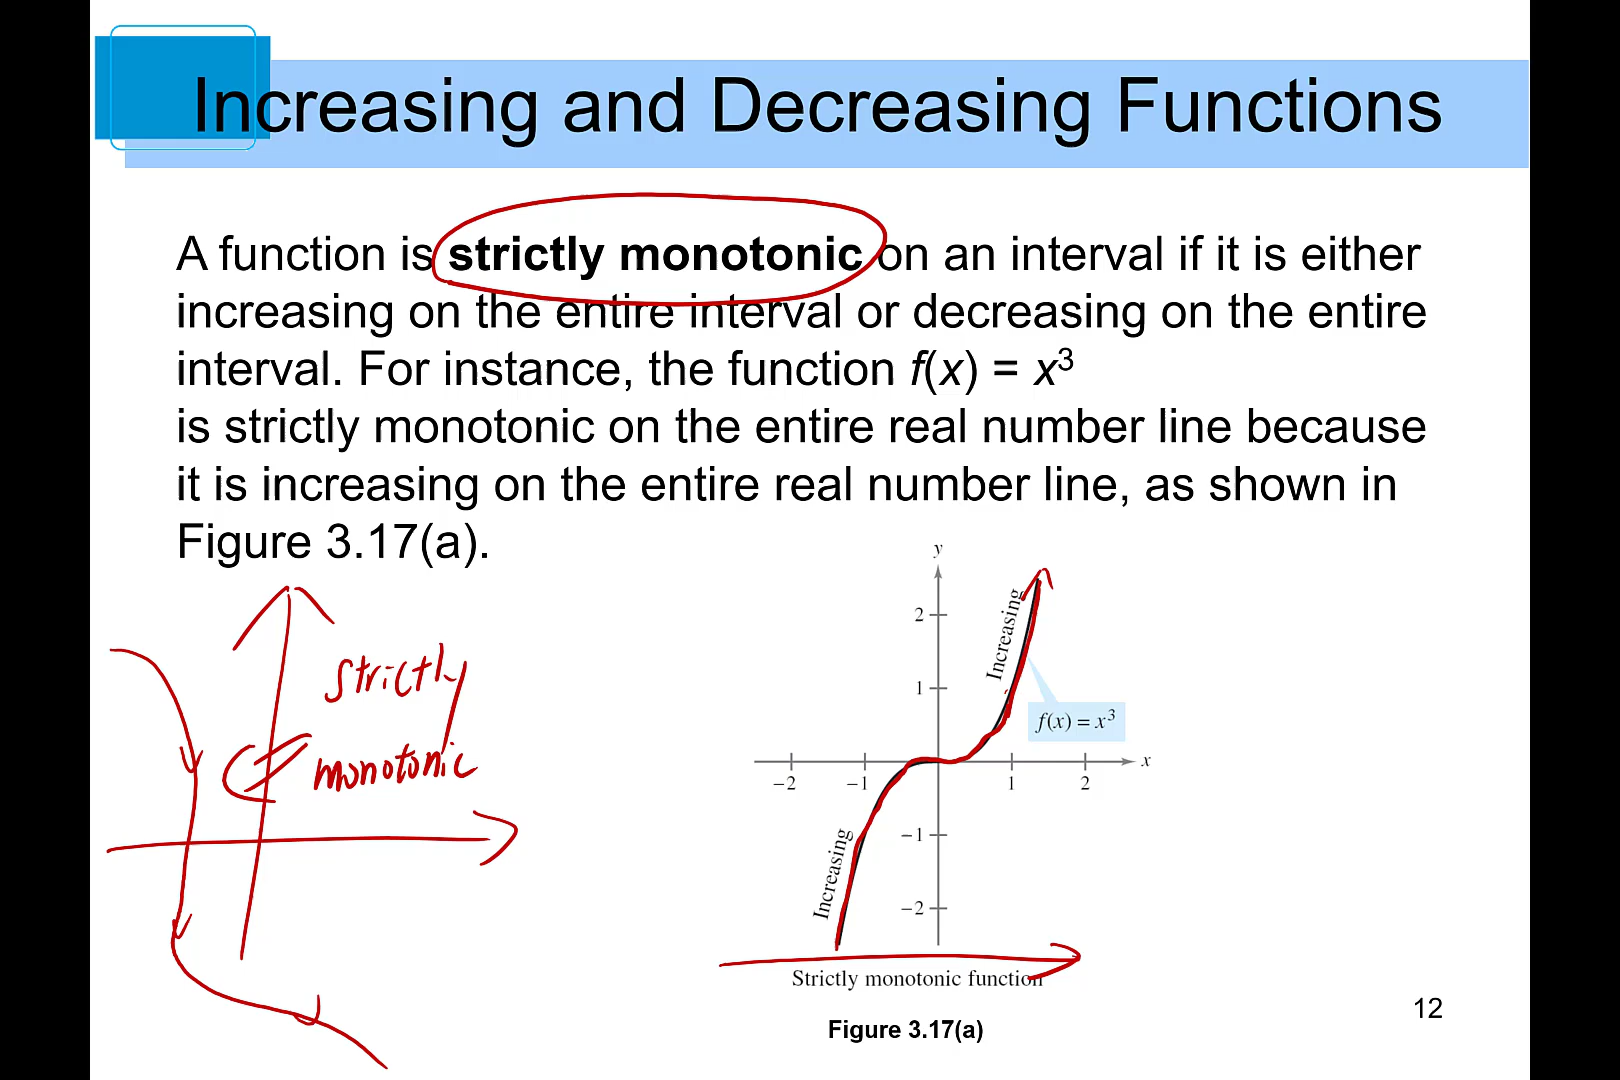 Increasing and Decreasing Functions
A function is strictly monotonic on an interval if it is either
increasing on the entire interval or decreasing on the entire
interval. For instance, the function f(x) = x³
is strictly monotonic on the entire real number line because
it is increasing on the entire real number line, as shown in
Figure 3.17(a).
strictly
monotonic
y
2
Increasing
1
f(x) = x³
−2 −1 1 2 x
−1
Increasing
−2
Strictly monotonic function
Figure 3.17(a)
12